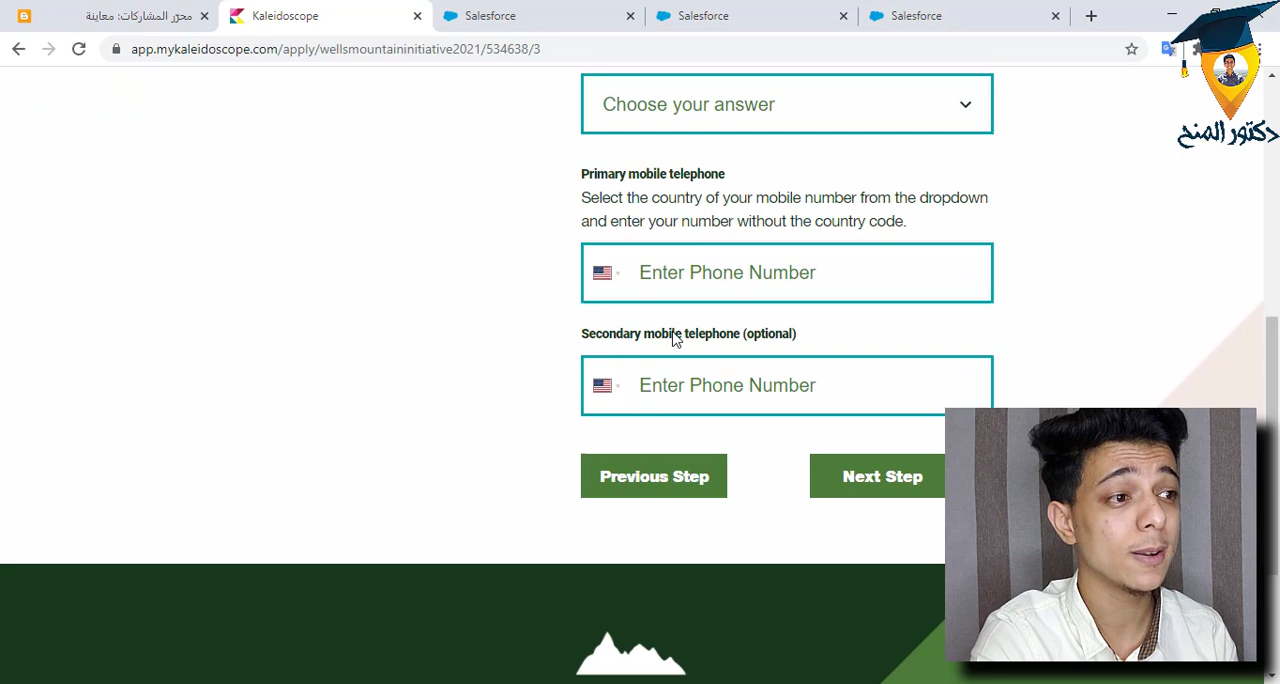 محرّر المشاركات: معاينة
Kaleidoscope
Salesforce
Salesforce
Salesforce
app.mykaleidoscope.com/apply/wellsmountaininitiative2021/534638/3
دكتور المنح
Choose your answer
Primary mobile telephone
Select the country of your mobile number from the dropdown
and enter your number without the country code.
Enter Phone Number
Secondary mobile telephone (optional)
Enter Phone Number
Previous Step
Next Step